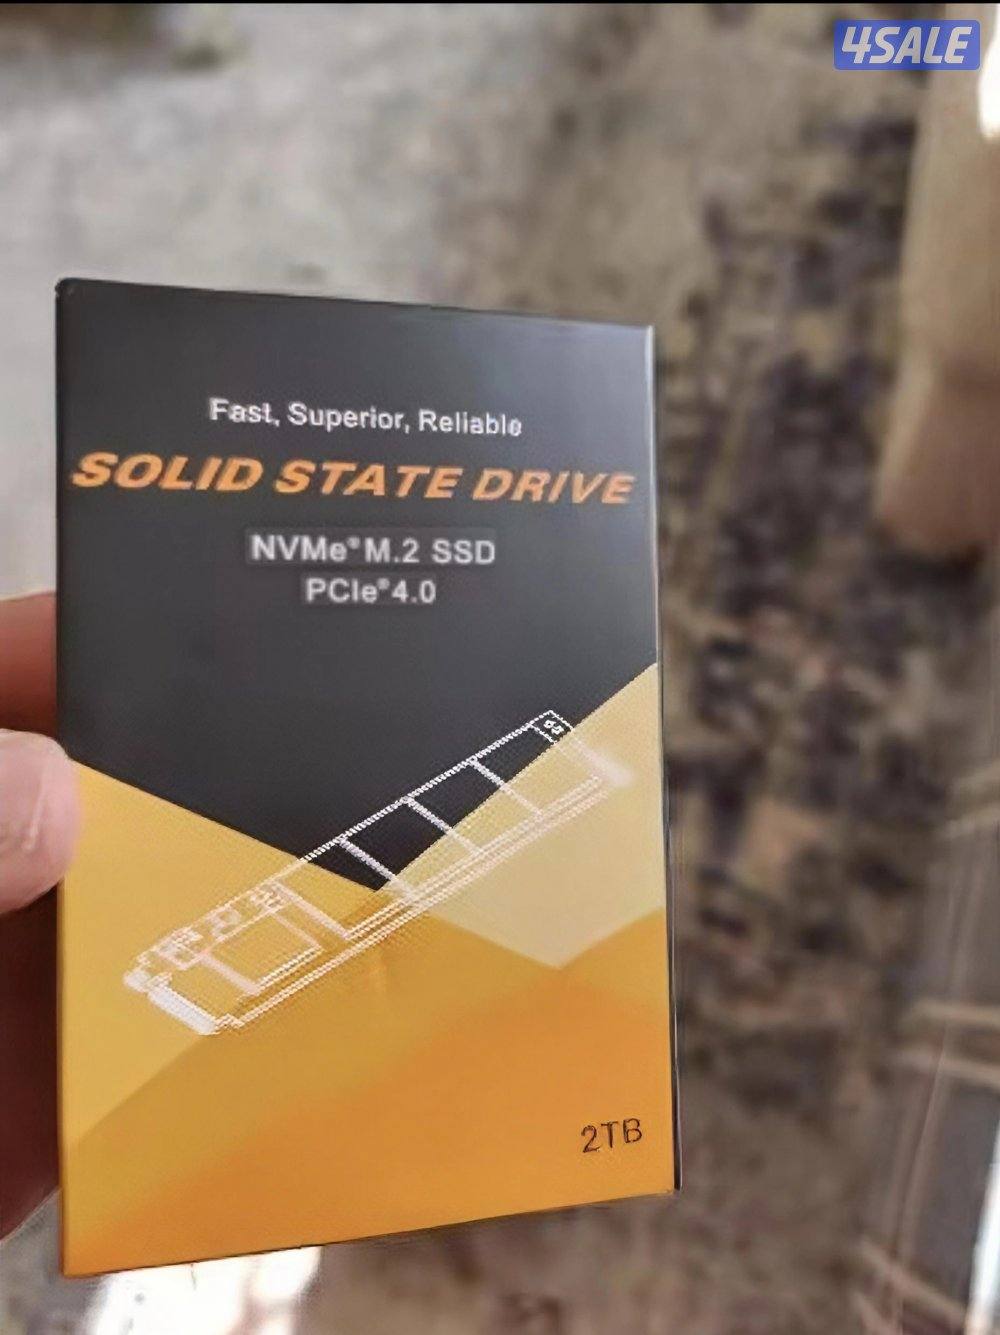 4SALE
Fast, Superior, Reliable
SOLID STATE DRIVE
NVMe® M.2 SSD
PCIe® 4.0
2TB